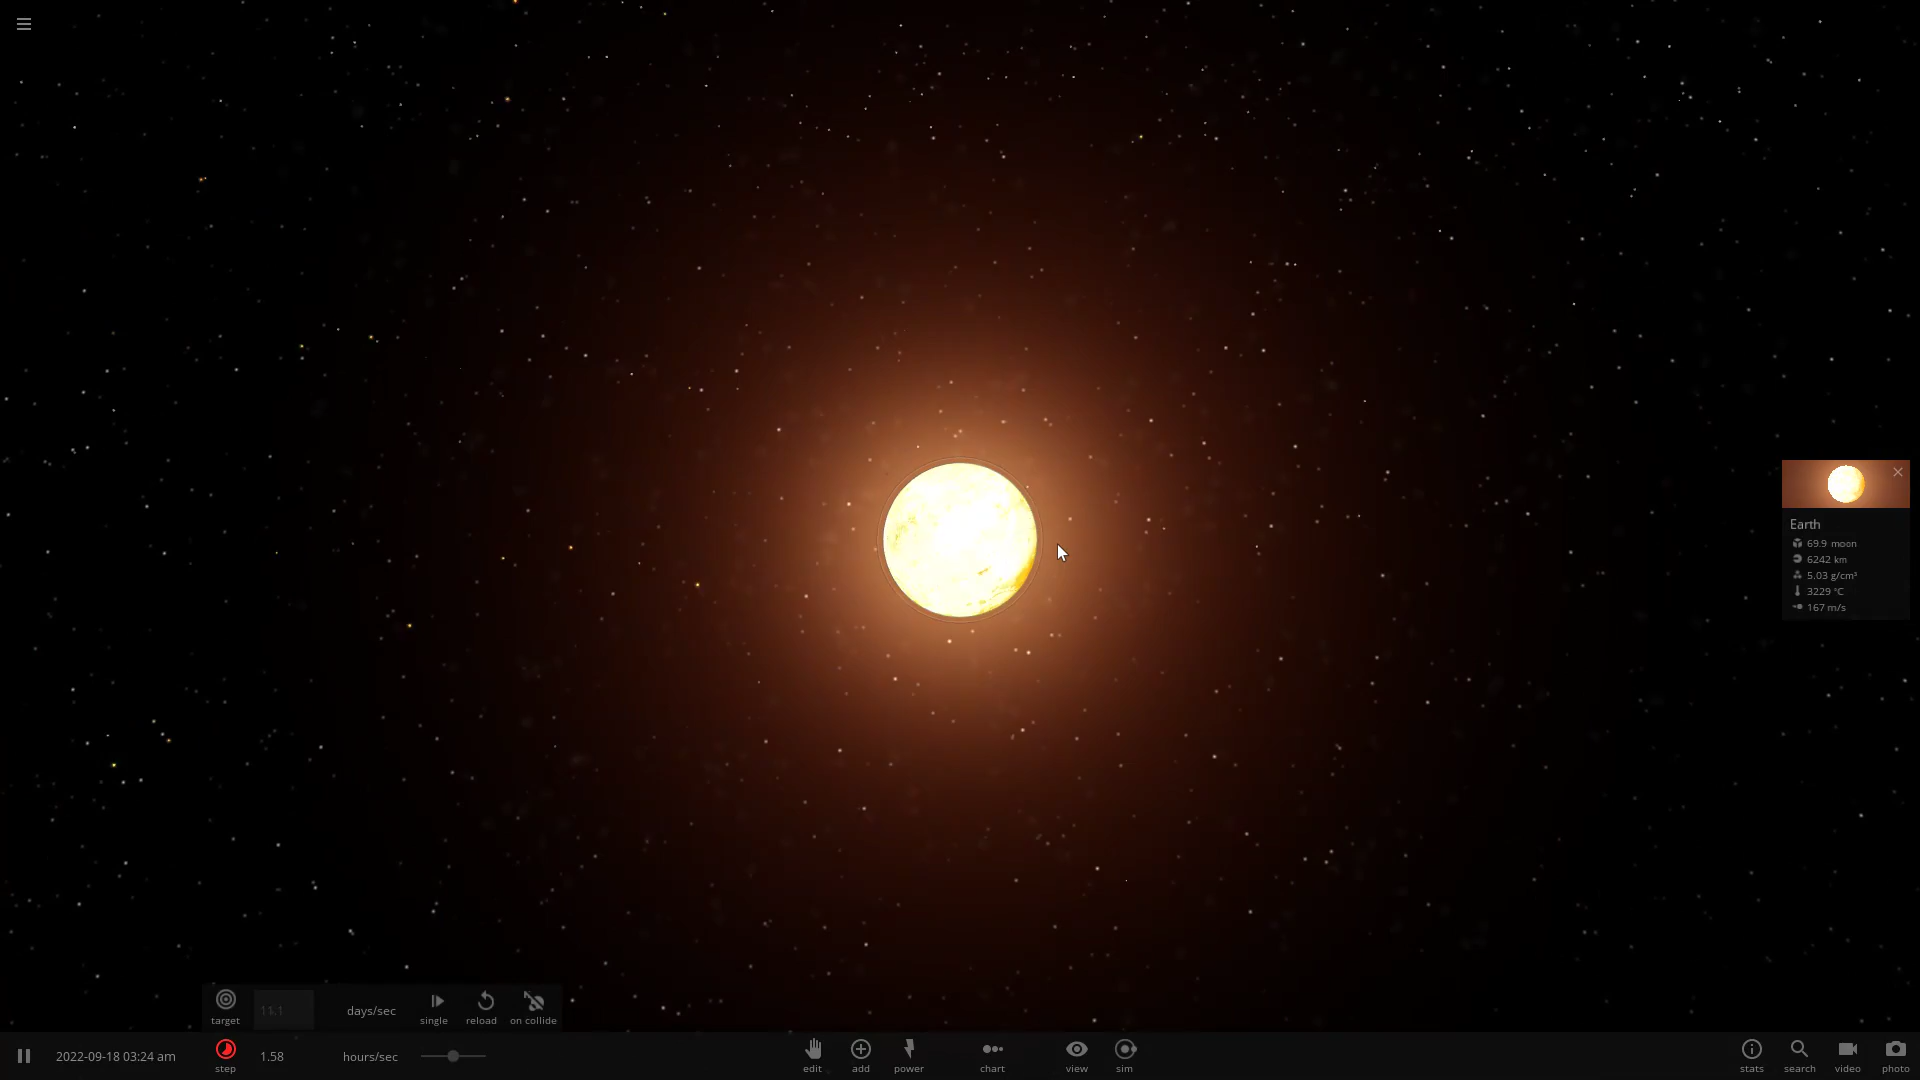 Earth
69.9 moon
6242 km
5.03 g/cm³
3229 °C
167 m/s
11.1 days/sec
target single reload on collide
2022-09-18 03:24 am 1.58 hours/sec
step edit add power chart view sim stats search video photo